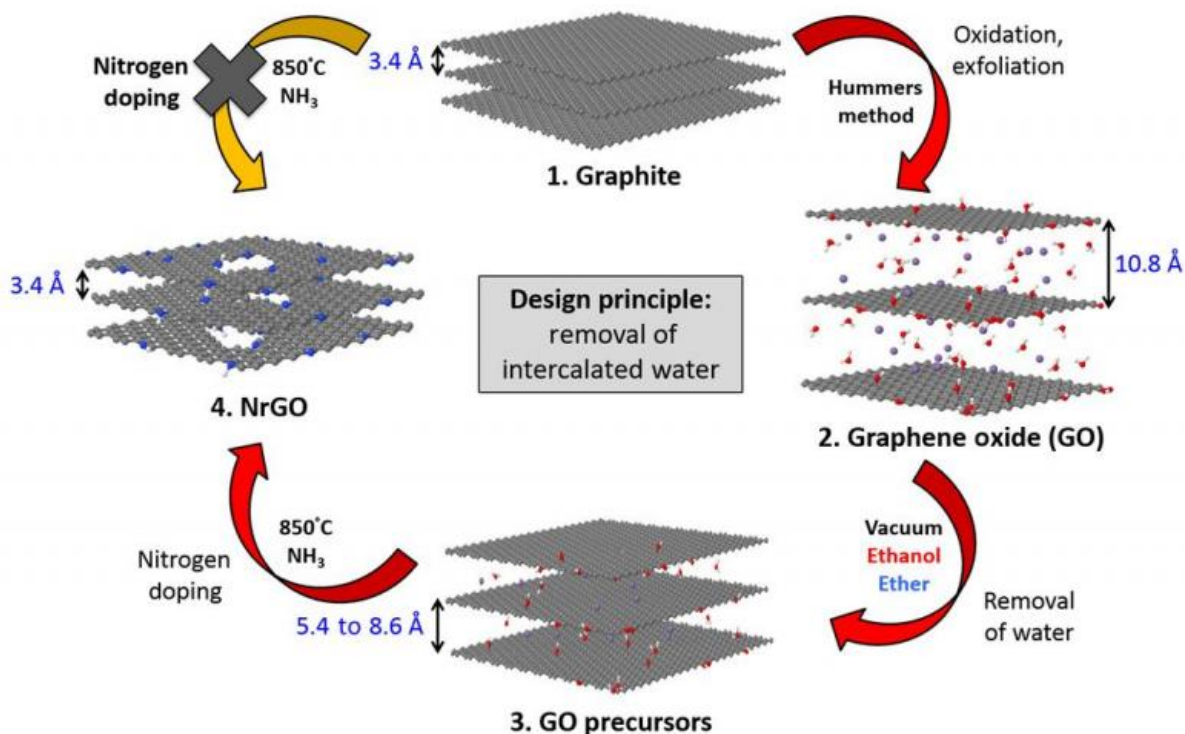 Nitrogen
doping
850°C
NH₃
3.4 Å
1. Graphite
Oxidation,
exfoliation
Hummers
method
10.8 Å
2. Graphene oxide (GO)
Design principle:
removal of
intercalated water
3.4 Å
4. NrGO
Vacuum
Ethanol
Ether
Removal
of water
5.4 to 8.6 Å
3. GO precursors
850°C
NH₃
Nitrogen
doping